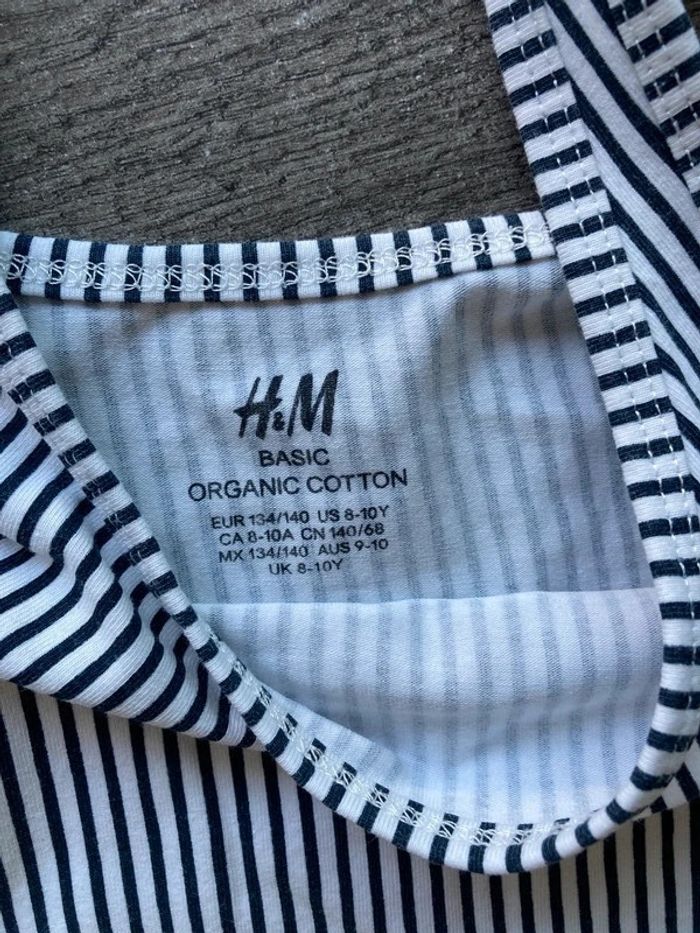 H&M
BASIC
ORGANIC COTTON
EUR 134/140 US 8-10Y
CA 8-10A CN 140/68
MX 134/140 AUS 9-10
UK 8-10Y